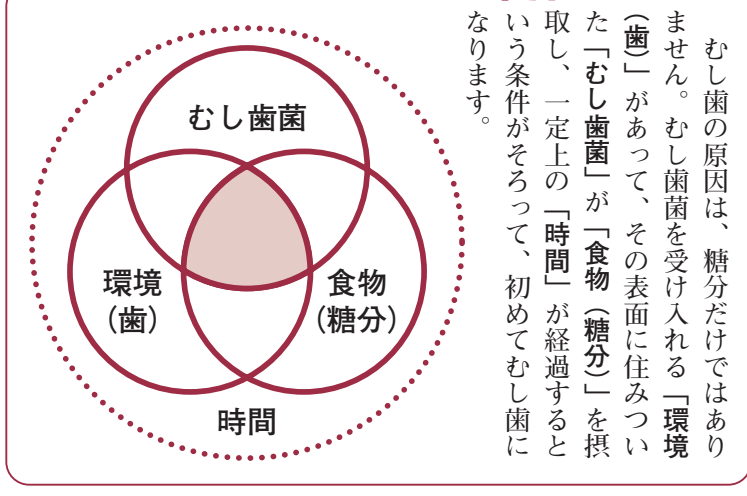 むし歯の原因は、糖分だけではあり
ません。むし歯菌を受け入れる「環境
（歯）」があって、その表面に住みつい
た「むし歯菌」が「食物（糖分）」を摂
取し、一定上の「時間」が経過すると
いう条件がそろって、初めてむし歯に
なります。
むし歯菌
環境
（歯）
食物
（糖分）
時間